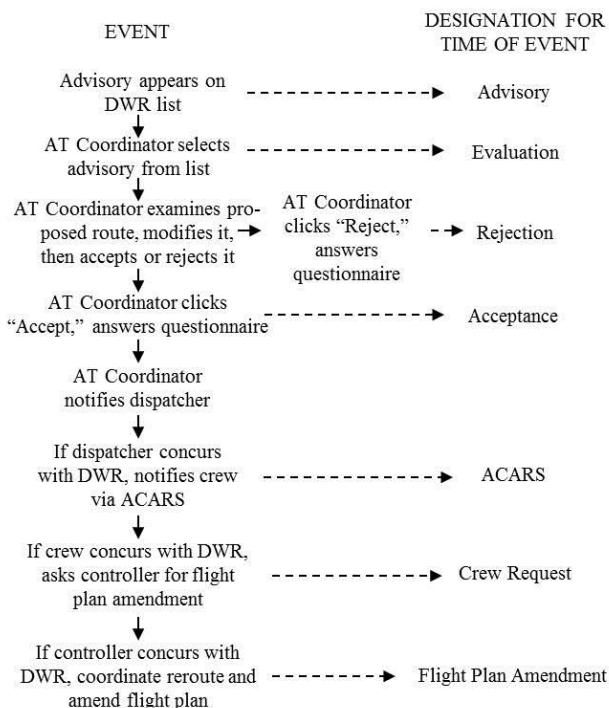 EVENT
DESIGNATION FOR
TIME OF EVENT
Advisory appears on
DWR list
Advisory
AT Coordinator selects
advisory from list
Evaluation
AT Coordinator examines pro-
posed route, modifies it,
then accepts or rejects it
AT Coordinator
clicks “Reject,”
answers
questionnaire
Rejection
AT Coordinator clicks
“Accept,” answers questionnaire
Acceptance
AT Coordinator
notifies dispatcher
If dispatcher concurs
with DWR, notifies crew
via ACARS
ACARS
If crew concurs with DWR,
asks controller for flight
plan amendment
Crew Request
If controller concurs with
DWR, coordinate reroute and
amend flight plan
Flight Plan Amendment